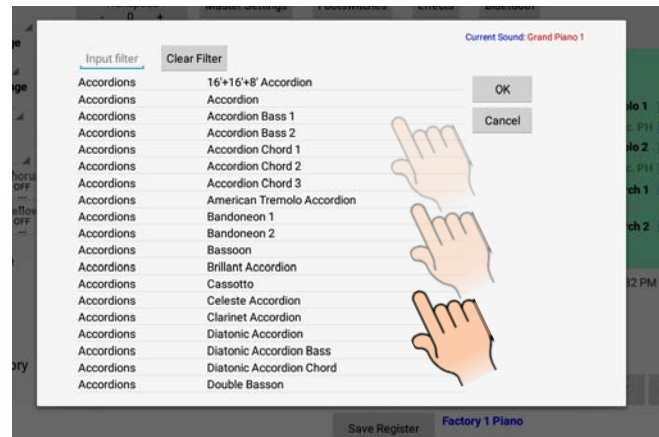 - 0 +
Master Settings Footswitches Effects Bluetooth
Current Sound: Grand Piano 1
Input filter Clear Filter
Accordions 16'+16'+8' Accordion
OK
Accordions Accordion
Accordions Accordion Bass 1
Cancel
Accordions Accordion Bass 2
Accordions Accordion Chord 1
Accordions Accordion Chord 2
Accordions Accordion Chord 3
Accordions American Tremolo Accordion
Accordions Bandoneon 1
Accordions Bandoneon 2
Accordions Bassoon
Accordions Brillant Accordion
Accordions Cassotto
Accordions Celeste Accordion
Accordions Clarinet Accordion
Accordions Diatonic Accordion
Accordions Diatonic Accordion Bass
Accordions Diatonic Accordion Chord
Accordions Double Basson
OFF
OFF
Save Register Factory 1 Piano